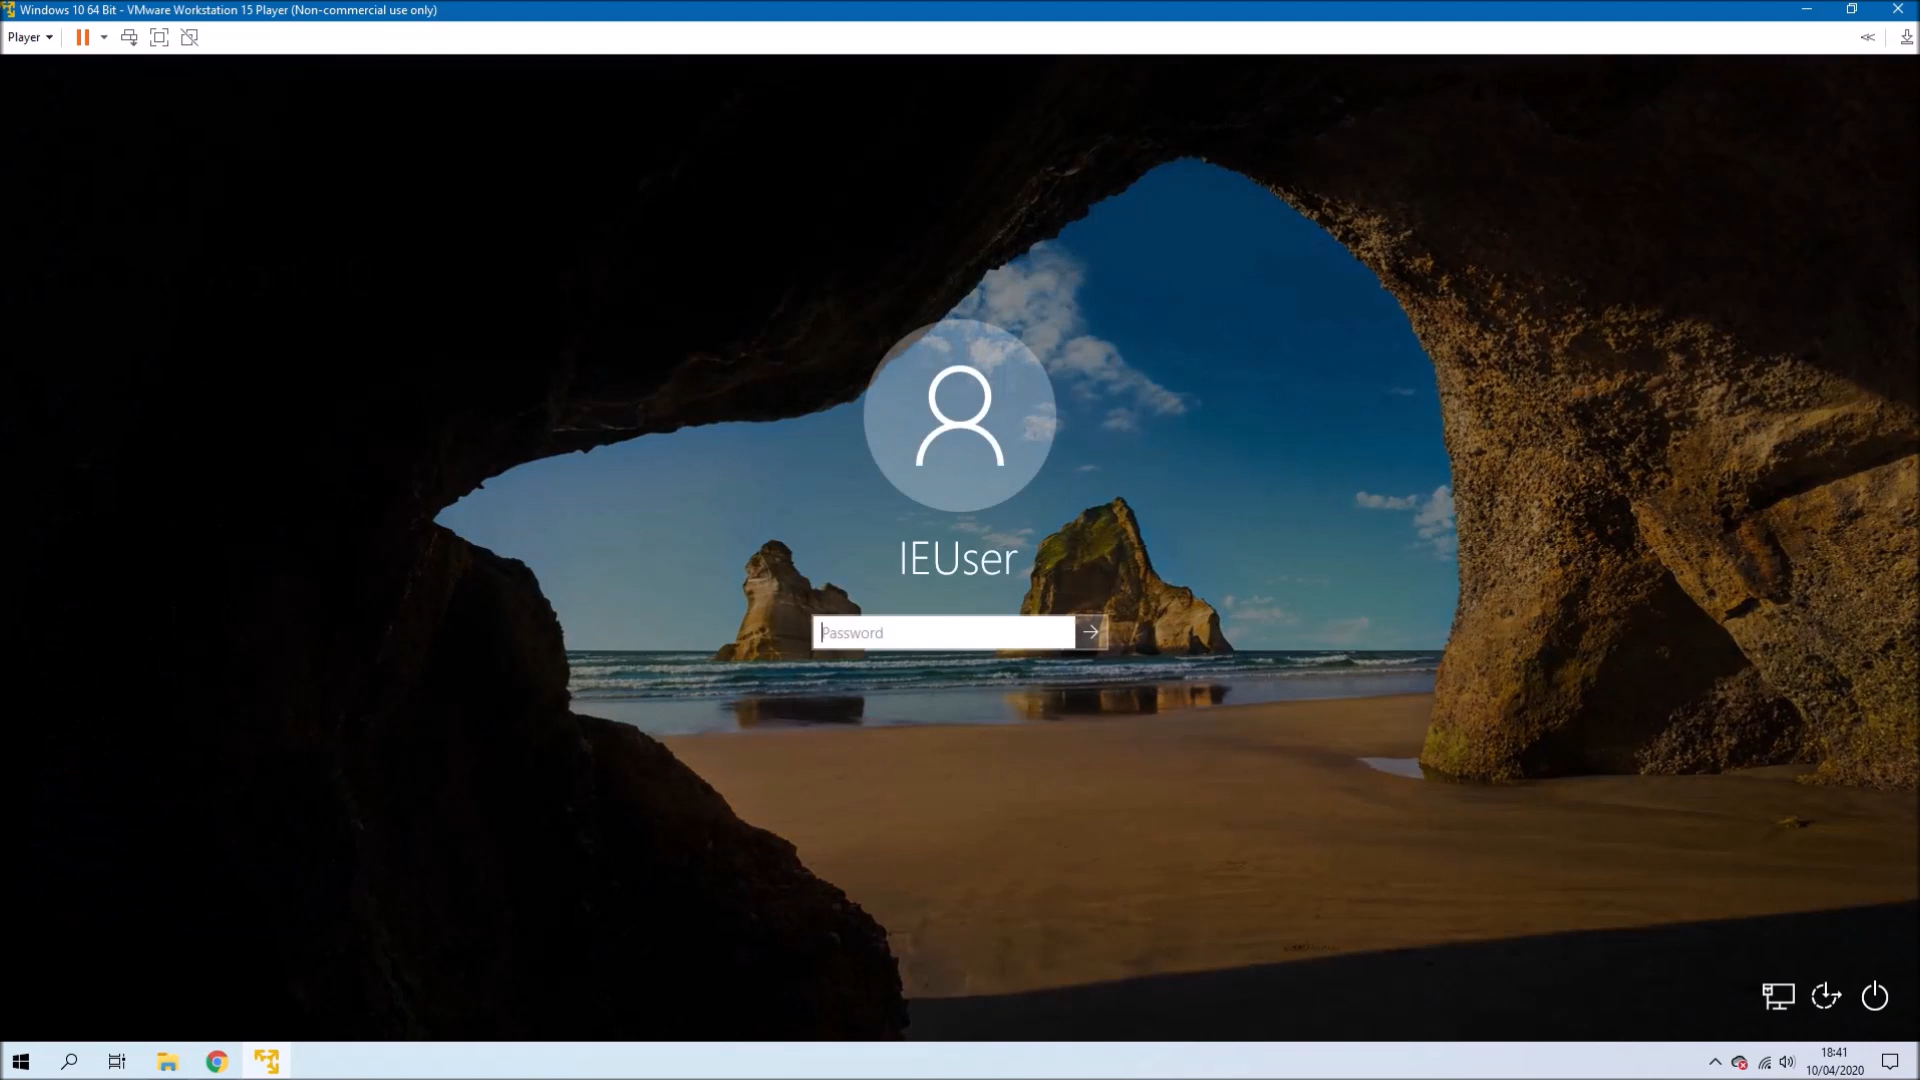 Windows 10 64 Bit - VMware Workstation 15 Player (Non-commercial use only)
Player
IEUser
Password
18:41
10/04/2020